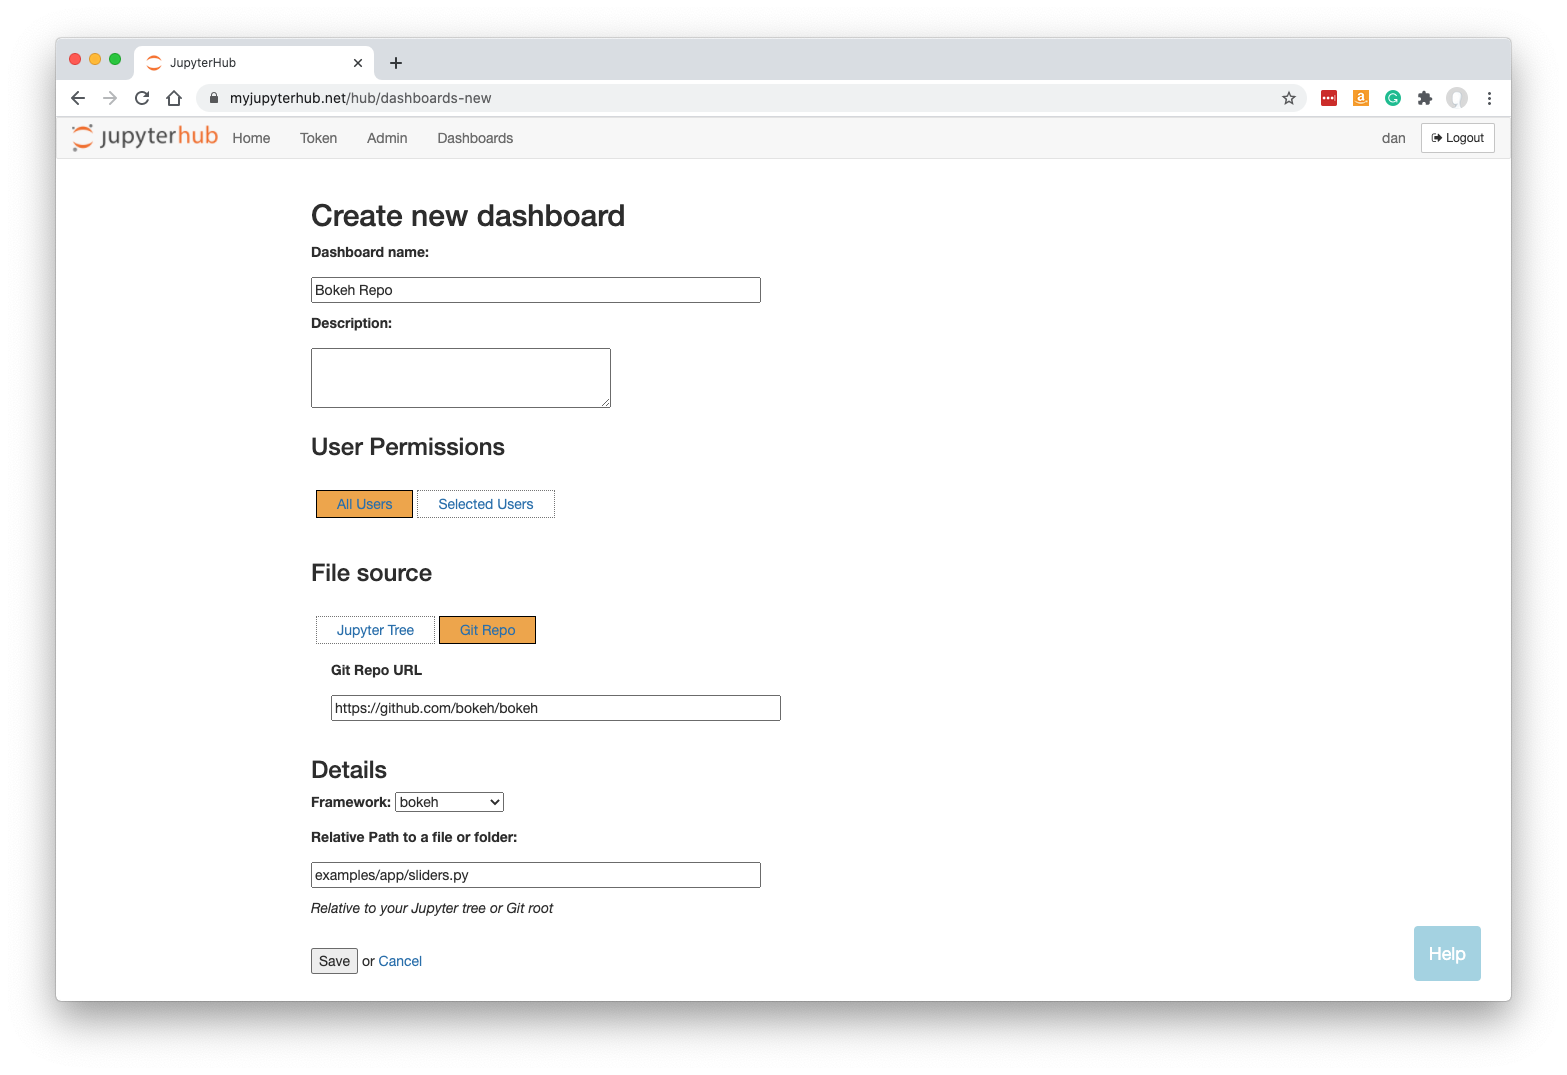 JupyterHub
myjupyterhub.net/hub/dashboards-new
jupyterhub Home Token Admin Dashboards dan Logout
Create new dashboard
Dashboard name:
Bokeh Repo
Description:
User Permissions
All Users Selected Users
File source
Jupyter Tree Git Repo
Git Repo URL
https://github.com/bokeh/bokeh
Details
Framework: bokeh
Relative Path to a file or folder:
examples/app/sliders.py
Relative to your Jupyter tree or Git root
Save or Cancel
Help